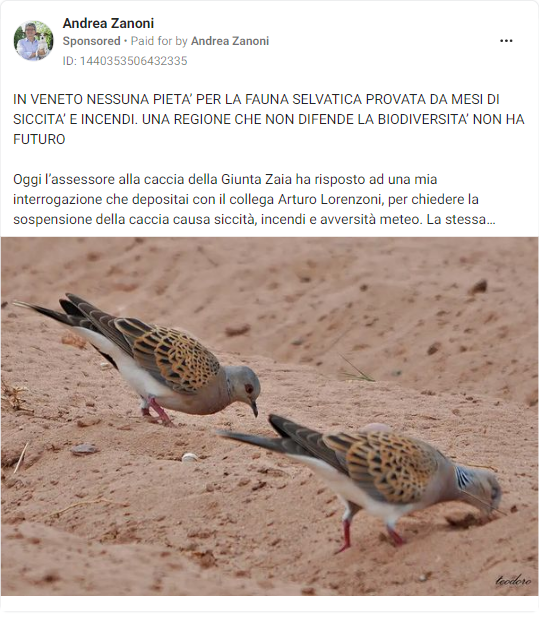 Andrea Zanoni
Sponsored • Paid for by Andrea Zanoni
ID: 1440353506432335
IN VENETO NESSUNA PIETA’ PER LA FAUNA SELVATICA PROVATA DA MESI DI
SICCITA’ E INCENDI. UNA REGIONE CHE NON DIFENDE LA BIODIVERSITA’ NON HA
FUTURO
Oggi l’assessore alla caccia della Giunta Zaia ha risposto ad una mia
interrogazione che depositai con il collega Arturo Lorenzoni, per chiedere la
sospensione della caccia causa siccità, incendi e avversità meteo. La stessa…
teodoro